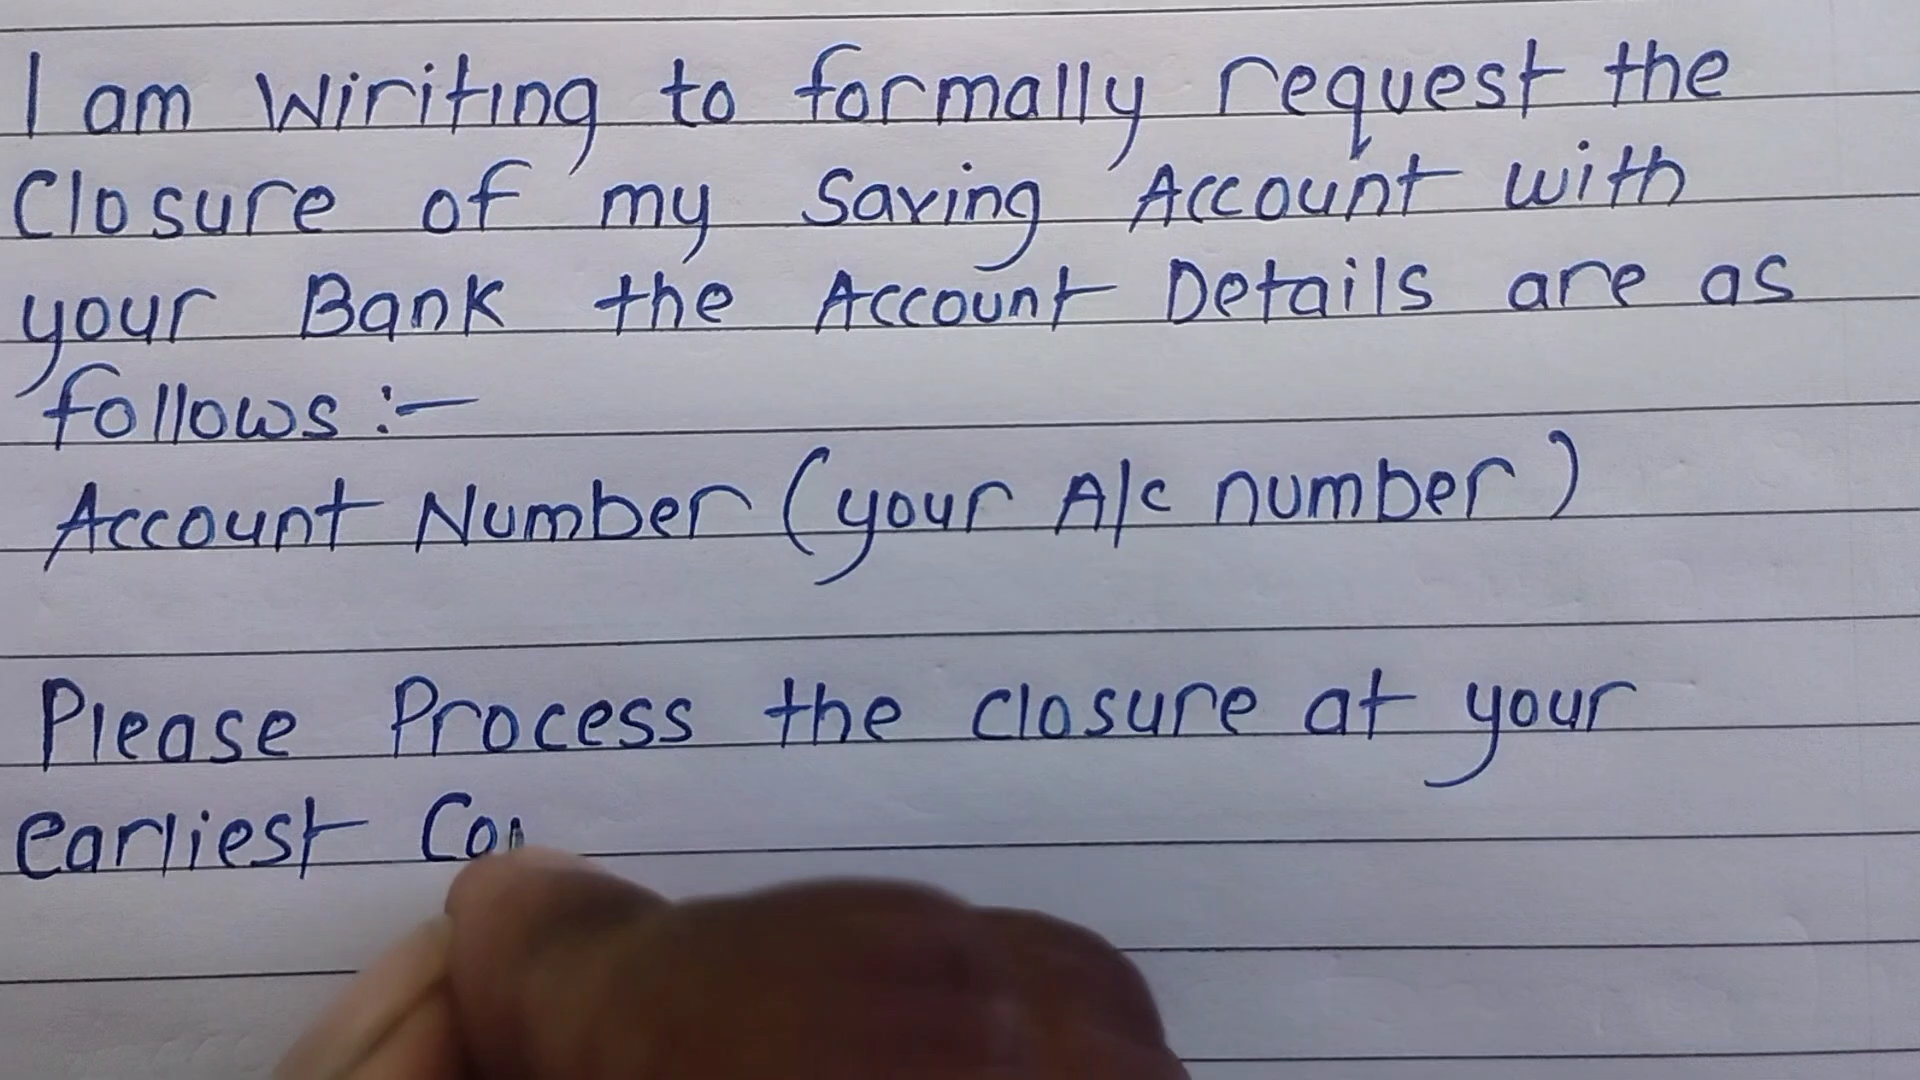 I am Wiriting to formally request the
Closure of my Saving Account with
your Bank the Account Details are as
follows :-
Account Number (your A/c number)
Please Process the closure at your
earliest